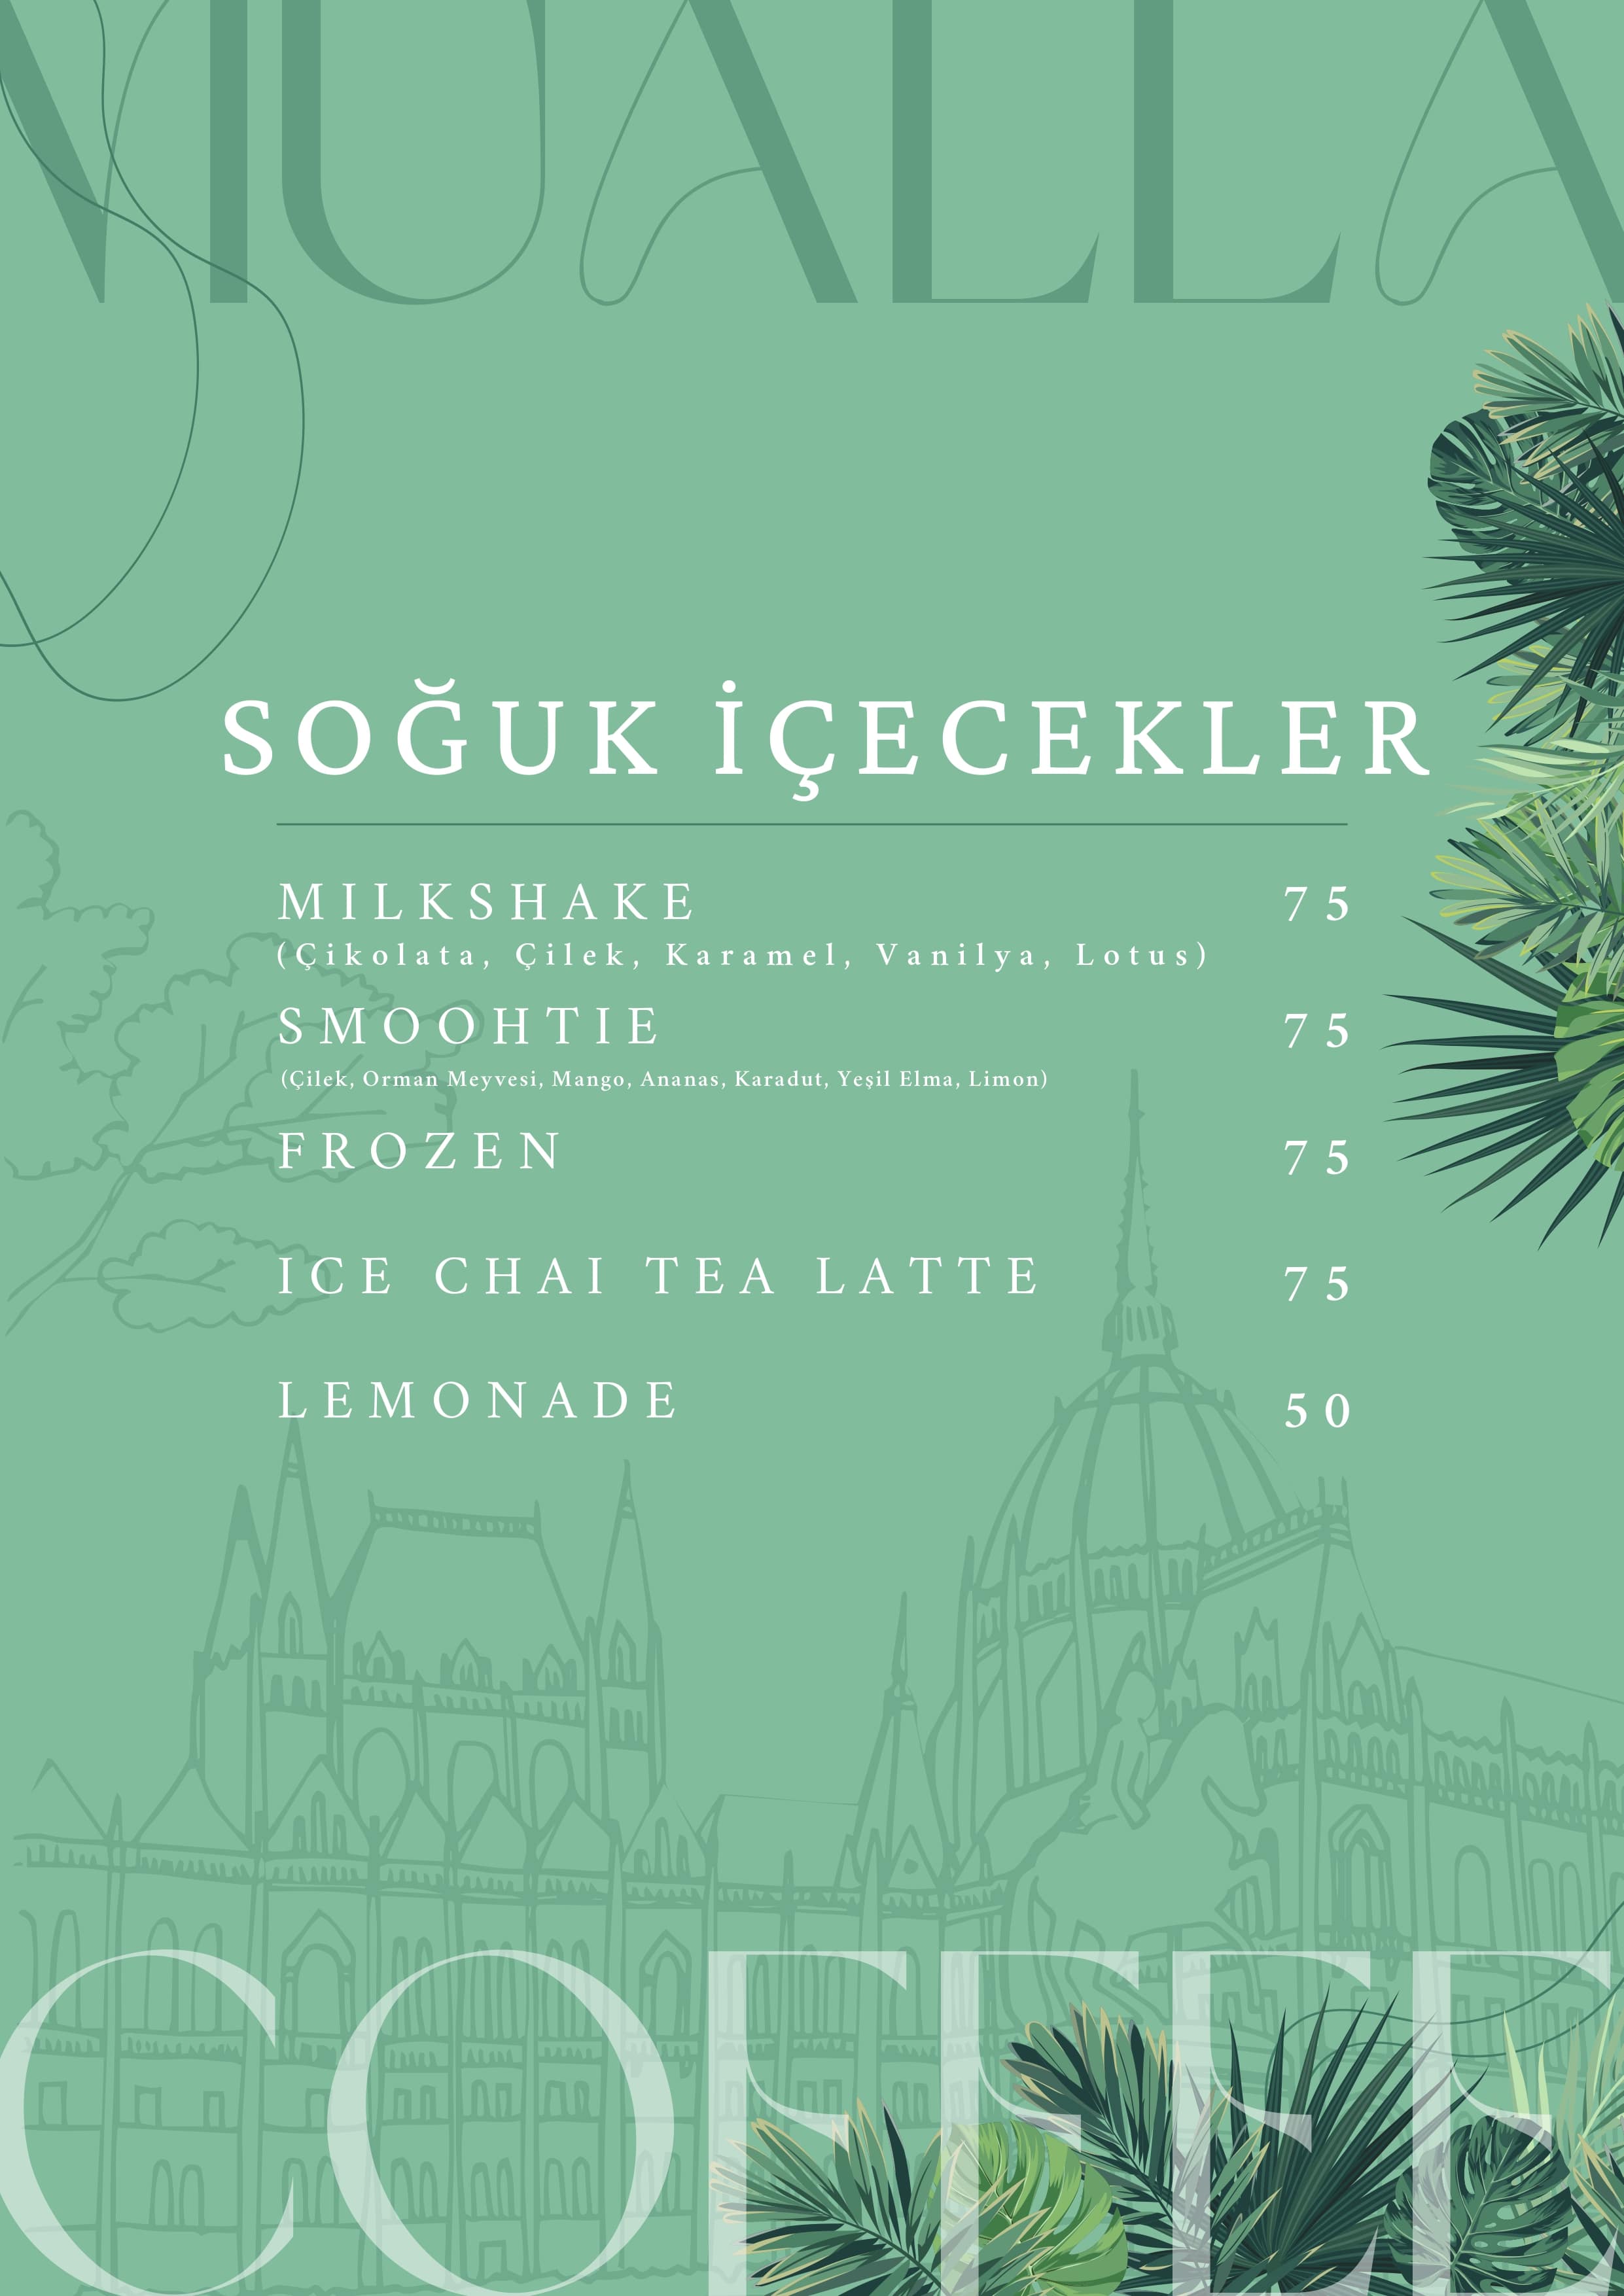 MUALLA
SOĞUK İÇECEKLER
MILKSHAKE 75
(Çikolata, Çilek, Karamel, Vanilya, Lotus)
SMOOHTIE 75
(Çilek, Orman Meyvesi, Mango, Ananas, Karadut, Yeşil Elma, Limon)
FROZEN 75
ICE CHAI TEA LATTE 75
LEMONADE 50
COFFEE